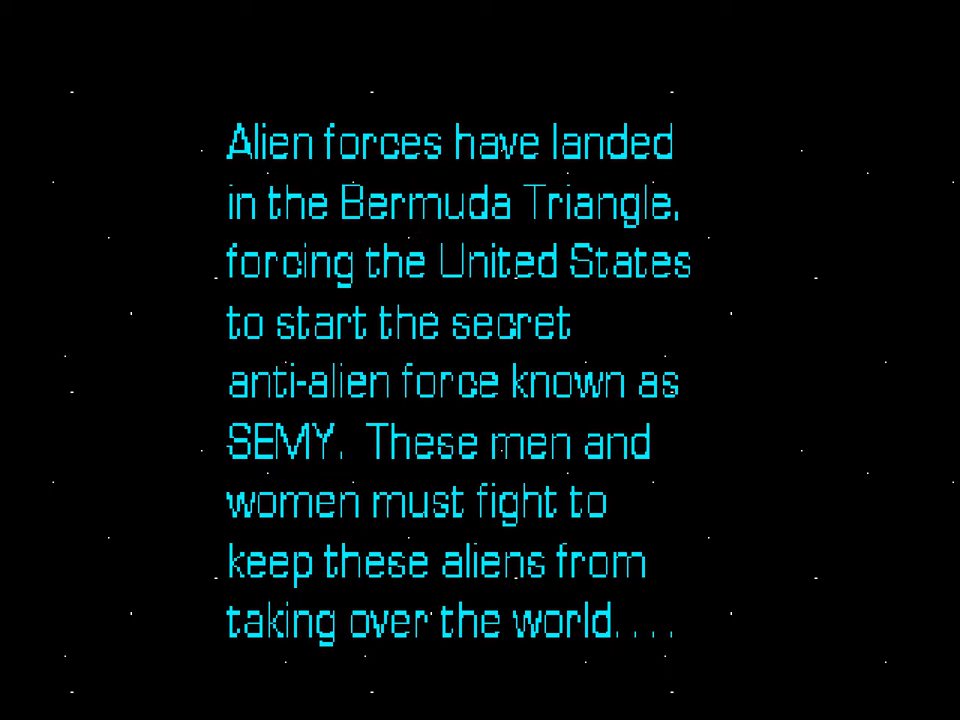 Alien forces have landed
in the Bermuda Triangle,
forcing the United States
to start the secret
anti-alien force known as
SEMY.  These men and
women must fight to
keep these aliens from
taking over the world....